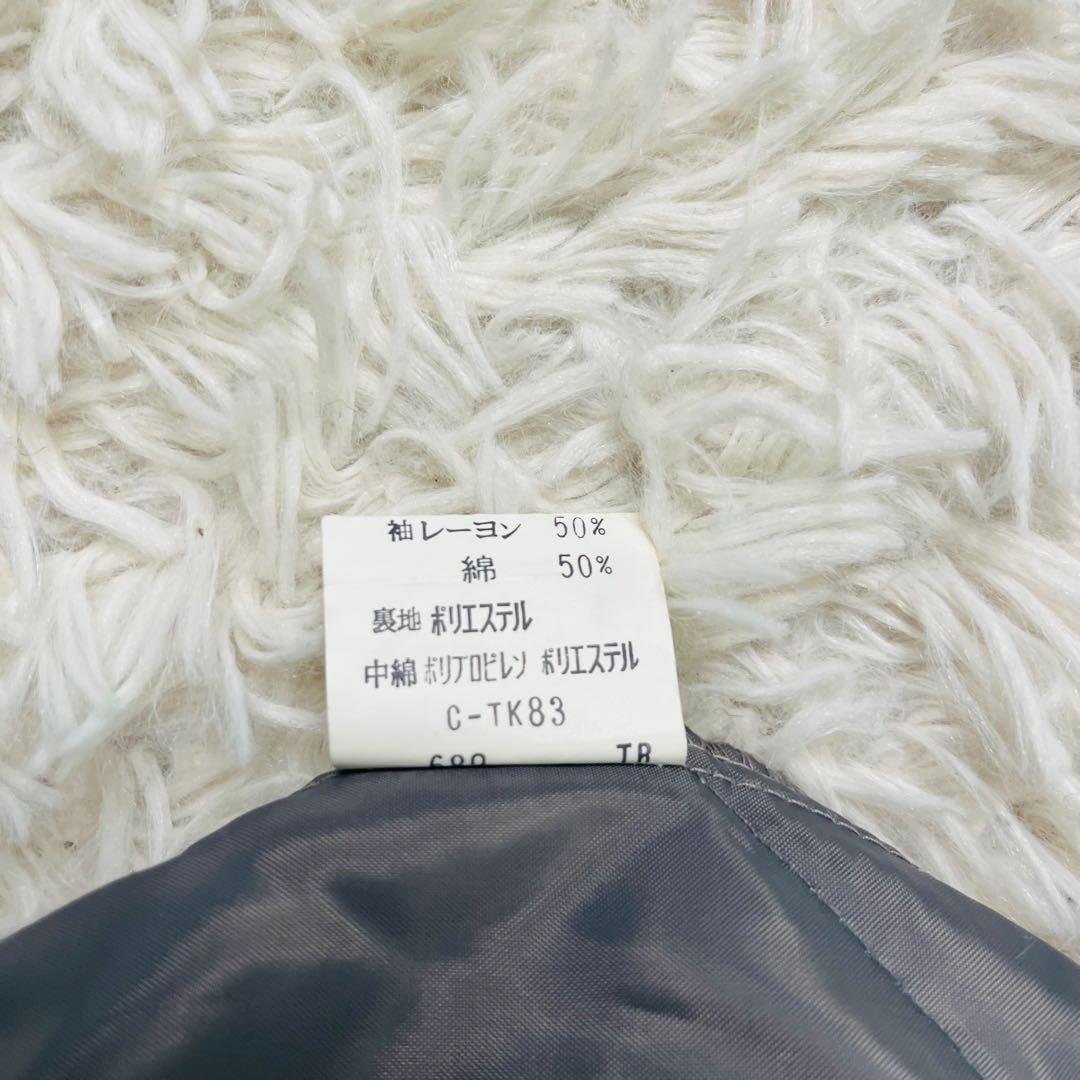 袖レーヨン 50%
綿 50%
裏地 ポリエステル
中綿 ポリプロピレン ポリエステル
C-TK83